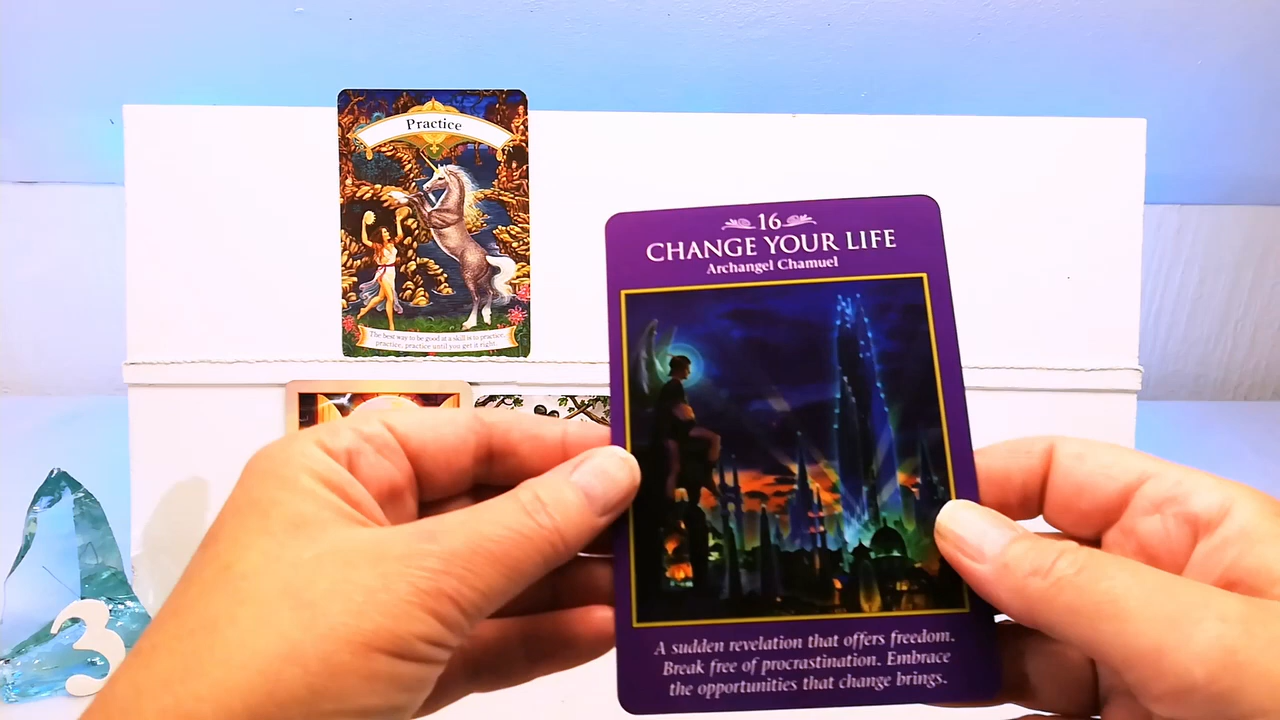 Practice
The best way to be good at a skill is to practice,
practice, practice until you get it right.
16
CHANGE YOUR LIFE
Archangel Chamuel
A sudden revelation that offers freedom.
Break free of procrastination. Embrace
the opportunities that change brings.
3